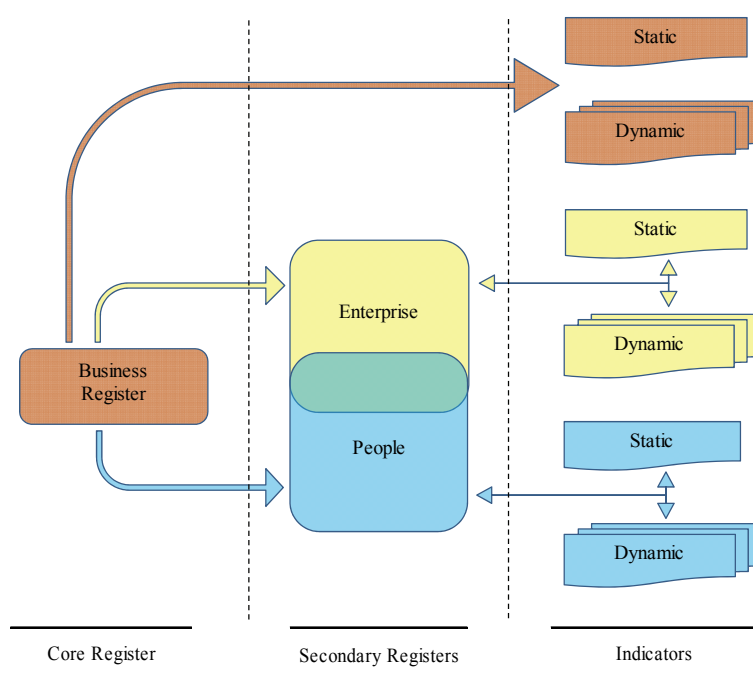 Static
Dynamic
Static
Enterprise
Dynamic
Business
Register
People
Static
Dynamic
Core Register
Secondary Registers
Indicators